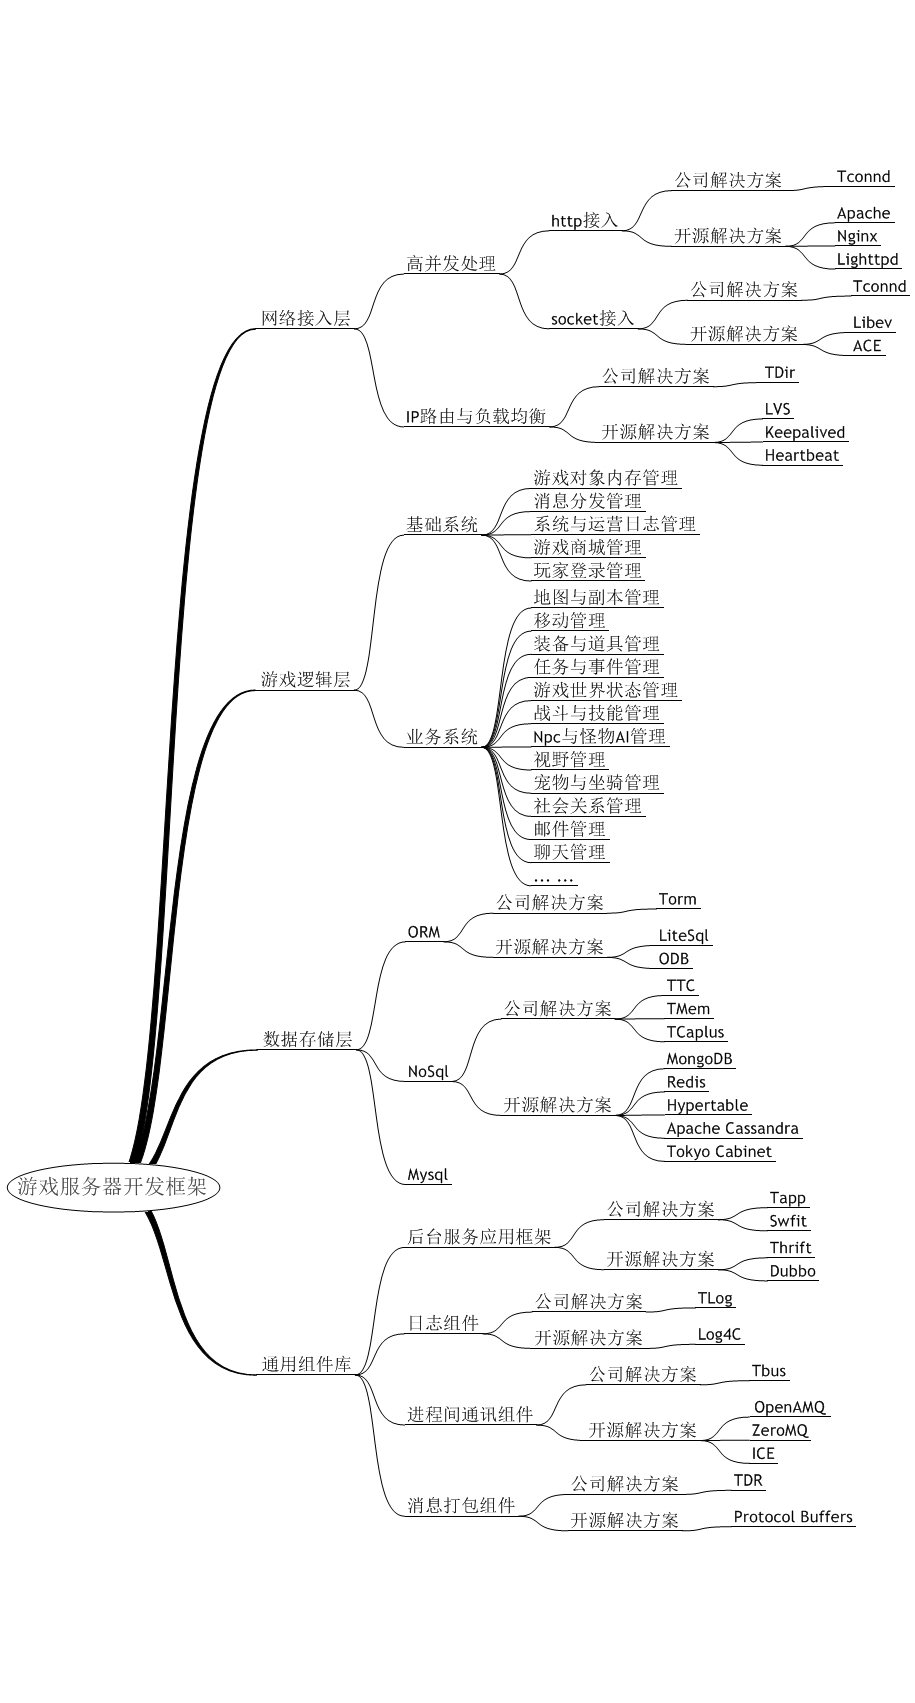 游戏服务器开发框架
网络接入层
高并发处理
http接入
公司解决方案
Tconnd
开源解决方案
Apache
Nginx
Lighttpd
socket接入
公司解决方案
Tconnd
开源解决方案
Libev
ACE
IP路由与负载均衡
公司解决方案
TDir
开源解决方案
LVS
Keepalived
Heartbeat
游戏逻辑层
基础系统
游戏对象内存管理
消息分发管理
系统与运营日志管理
游戏商城管理
玩家登录管理
业务系统
地图与副本管理
移动管理
装备与道具管理
任务与事件管理
游戏世界状态管理
战斗与技能管理
Npc与怪物AI管理
视野管理
宠物与坐骑管理
社会关系管理
邮件管理
聊天管理
... ...
数据存储层
ORM
公司解决方案
Torm
开源解决方案
LiteSql
ODB
NoSql
公司解决方案
TTC
TMem
TCaplus
开源解决方案
MongoDB
Redis
Hypertable
Apache Cassandra
Tokyo Cabinet
Mysql
通用组件库
后台服务应用框架
公司解决方案
Tapp
Swfit
开源解决方案
Thrift
Dubbo
日志组件
公司解决方案
TLog
开源解决方案
Log4C
进程间通讯组件
公司解决方案
Tbus
开源解决方案
OpenAMQ
ZeroMQ
ICE
消息打包组件
公司解决方案
TDR
开源解决方案
Protocol Buffers